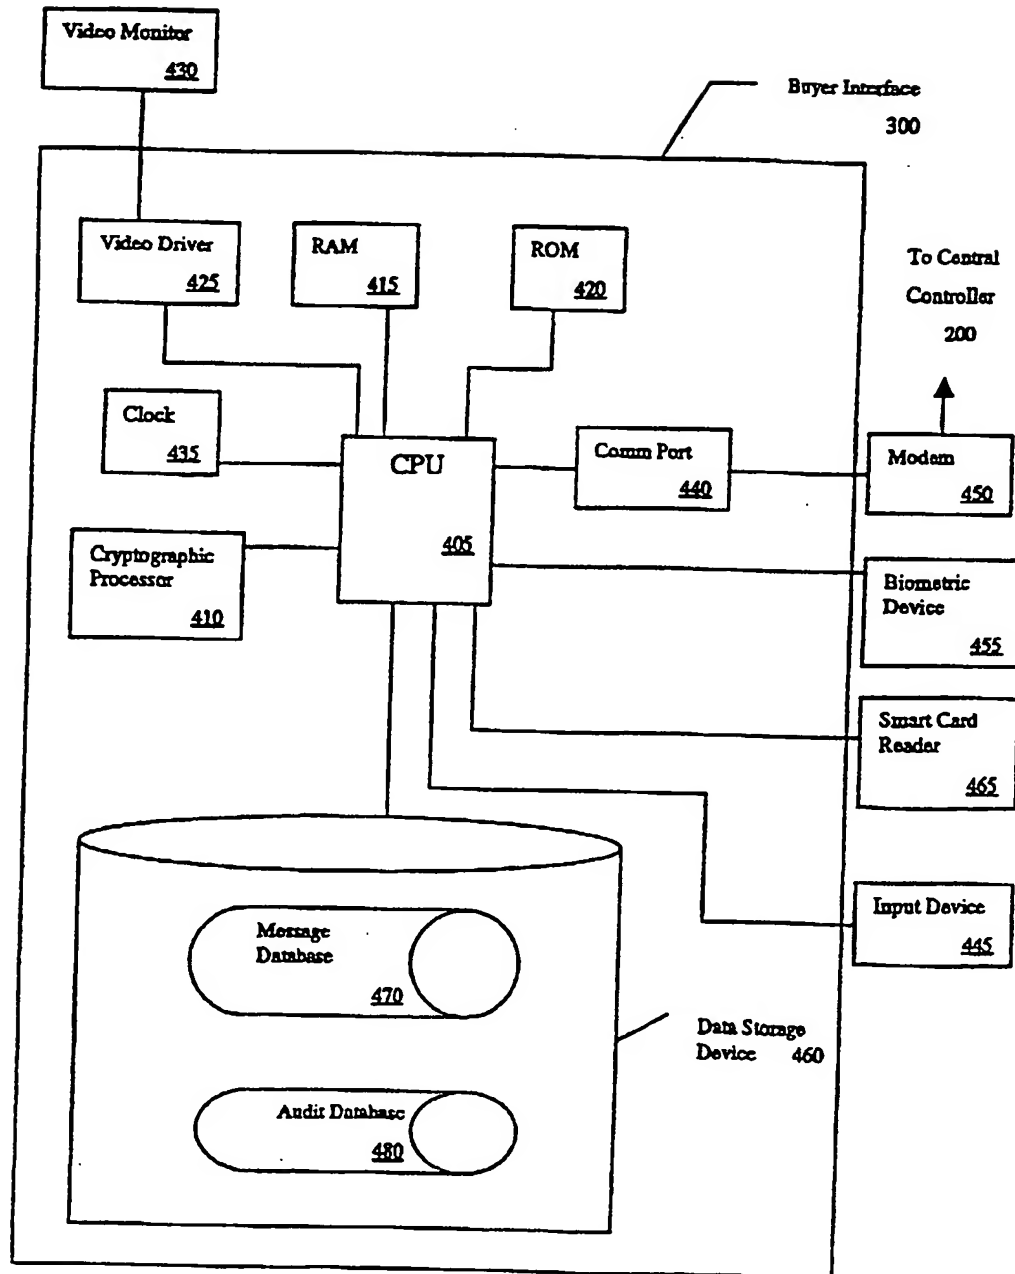 Video Monitor
430
Buyer Interface
300
Video Driver
425
RAM
415
ROM
420
To Central
Controller
200
Clock
435
CPU
405
Comm Port
440
Modem
450
Cryptographic
Processor
410
Biometric
Device
455
Smart Card
Reader
465
Input Device
445
Message
Database
470
Data Storage
Device 460
Audit Database
480